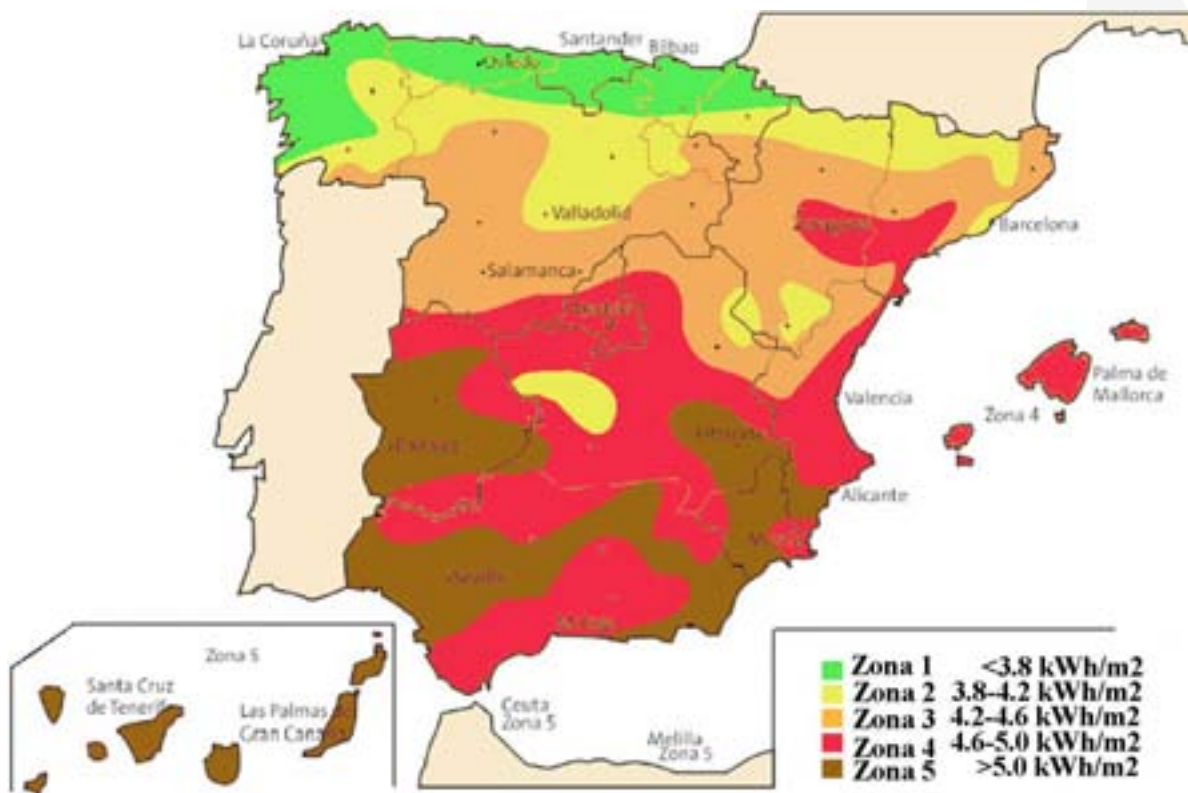 La Coruña
Santander
Bilbao
Oviedo
Valladolid
Barcelona
Salamanca
Palma de
Mallorca
Valencia
Zona 4
Alicante
Sevilla
Zona 5
Santa Cruz
de Tenerife
Las Palmas
Gran Cana
Ceuta
Zona 5
Melilla
Zona 5
Zona 1 <3.8 kWh/m2
Zona 2 3.8-4.2 kWh/m2
Zona 3 4.2-4.6 kWh/m2
Zona 4 4.6-5.0 kWh/m2
Zona 5 >5.0 kWh/m2